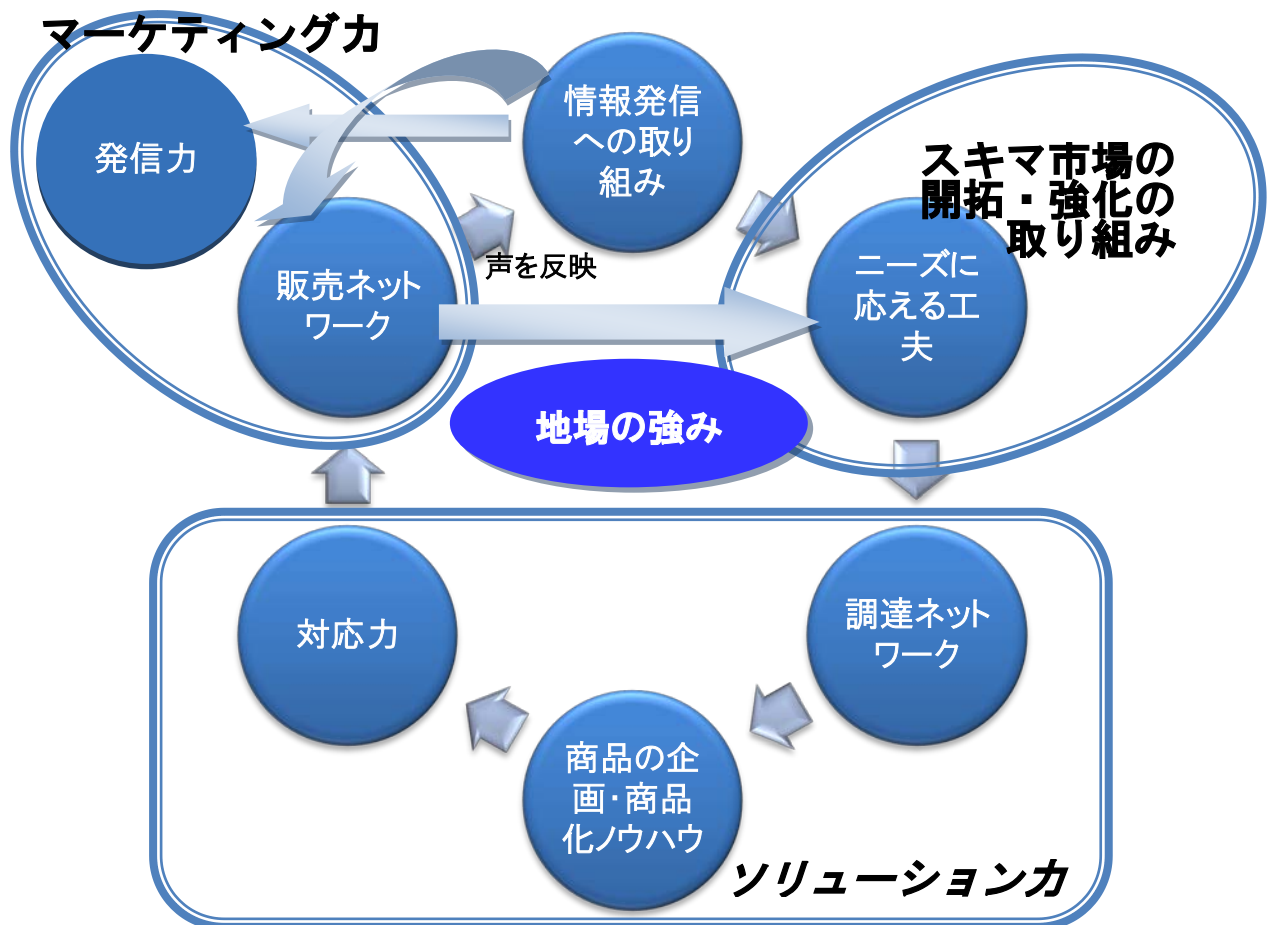 マーケティング力
情報発信
への取り
組み
発信力
スキマ市場の
開拓・強化の
取り組み
販売ネット
ワーク
声を反映
ニーズに
応える工
夫
地場の強み
対応力
調達ネット
ワーク
商品の企
画・商品
化ノウハウ
ソリューション力